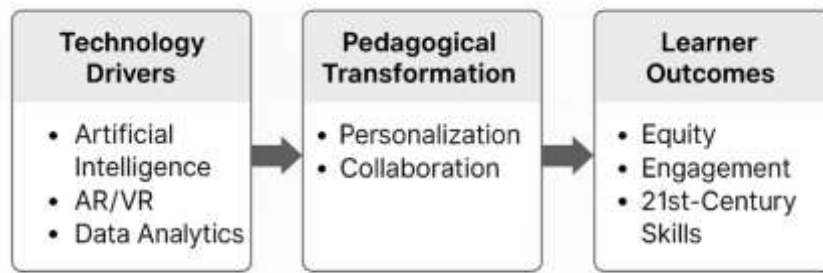 Technology
Drivers
• Artificial
Intelligence
• AR/VR
• Data Analytics
Pedagogical
Transformation
• Personalization
• Collaboration
Learner
Outcomes
• Equity
• Engagement
• 21st-Century
Skills